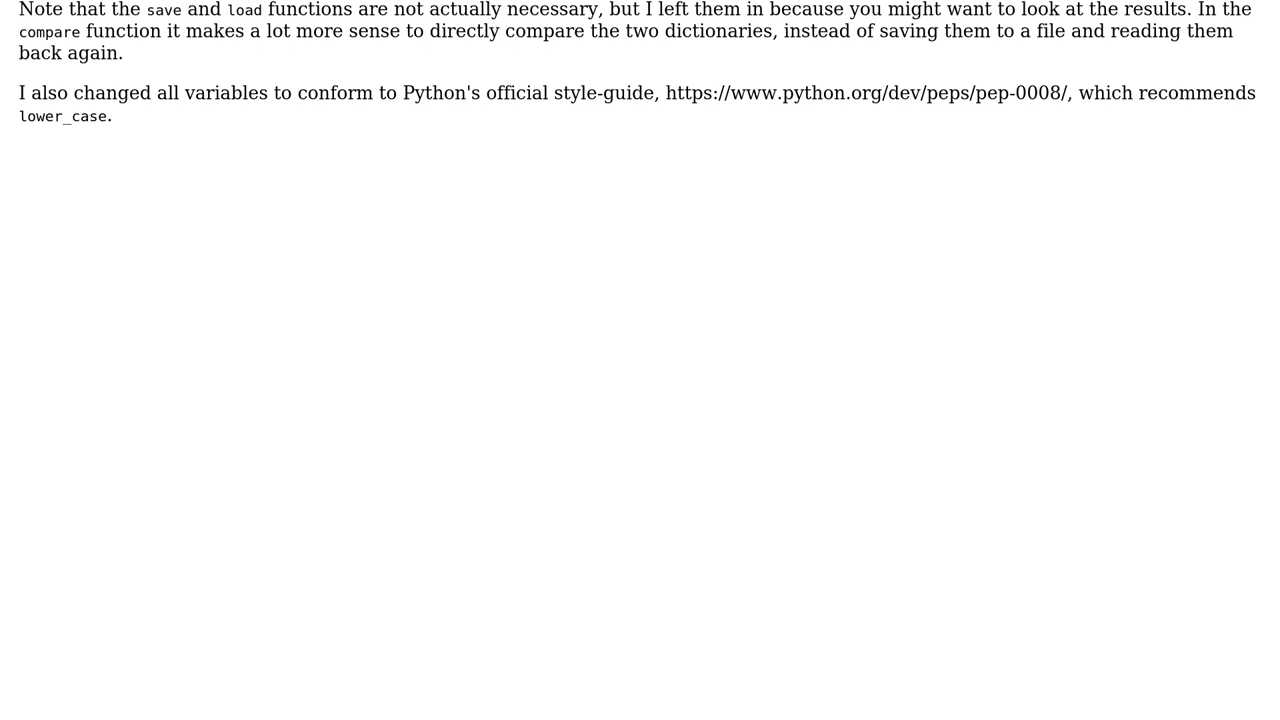 Note that the save and load functions are not actually necessary, but I left them in because you might want to look at the results. In the
compare function it makes a lot more sense to directly compare the two dictionaries, instead of saving them to a file and reading them
back again.
I also changed all variables to conform to Python's official style-guide, https://www.python.org/dev/peps/pep-0008/, which recommends
lower_case.